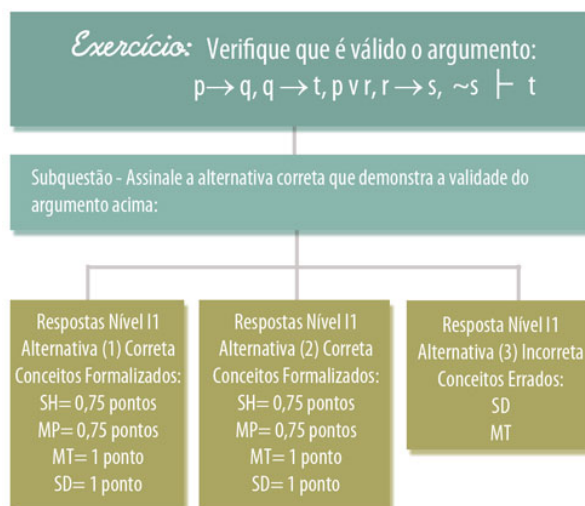 Exercício: Verifique que é válido o argumento:
p→ q, q → t, p v r, r → s, ~s ├ t
Subquestão - Assinale a alternativa correta que demonstra a validade do
argumento acima:
Respostas Nível I1
Alternativa (1) Correta
Conceitos Formalizados:
SH= 0,75 pontos
MP= 0,75 pontos
MT= 1 ponto
SD= 1 ponto
Respostas Nível I1
Alternativa (2) Correta
Conceitos Formalizados:
SH= 0,75 pontos
MP= 0,75 pontos
MT= 1 ponto
SD= 1 ponto
Resposta Nível I1
Alternativa (3) Incorreta
Conceitos Errados:
SD
MT